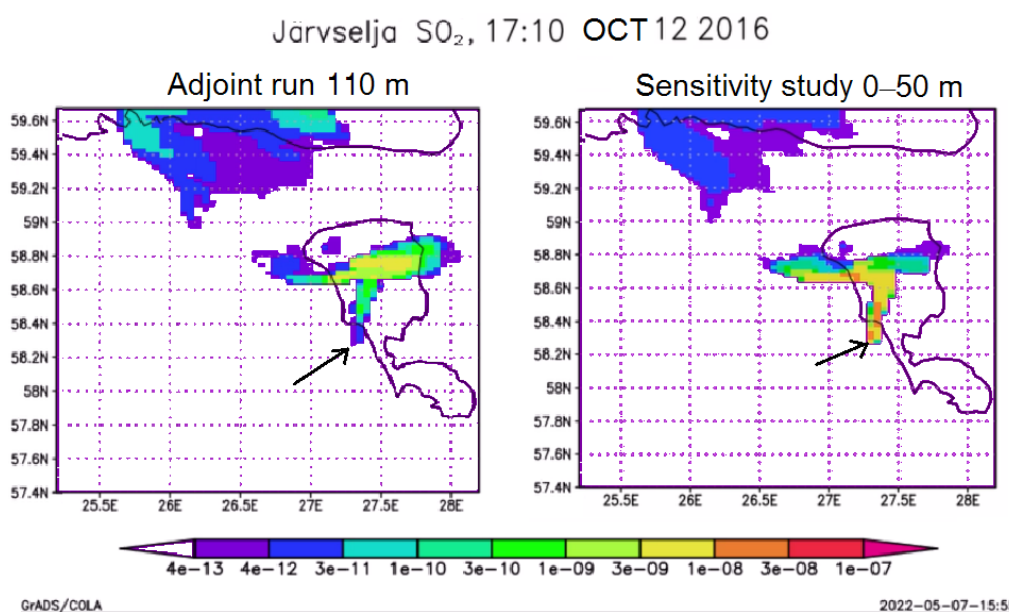 Järvselja SO₂, 17:10 OCT 12 2016
Adjoint run 110 m
Sensitivity study 0–50 m
59.6N
59.4N
59.2N
59N
58.8N
58.6N
58.4N
58.2N
58N
57.8N
57.6N
57.4N
25.5E 26E 26.5E 27E 27.5E 28E
59.6N
59.4N
59.2N
59N
58.8N
58.6N
58.4N
58.2N
58N
57.8N
57.6N
57.4N
25.5E 26E 26.5E 27E 27.5E 28E
4e-13 4e-12 3e-11 1e-10 3e-10 1e-09 3e-09 1e-08 3e-08 1e-07
GrADS/COLA
2022-05-07-15:5